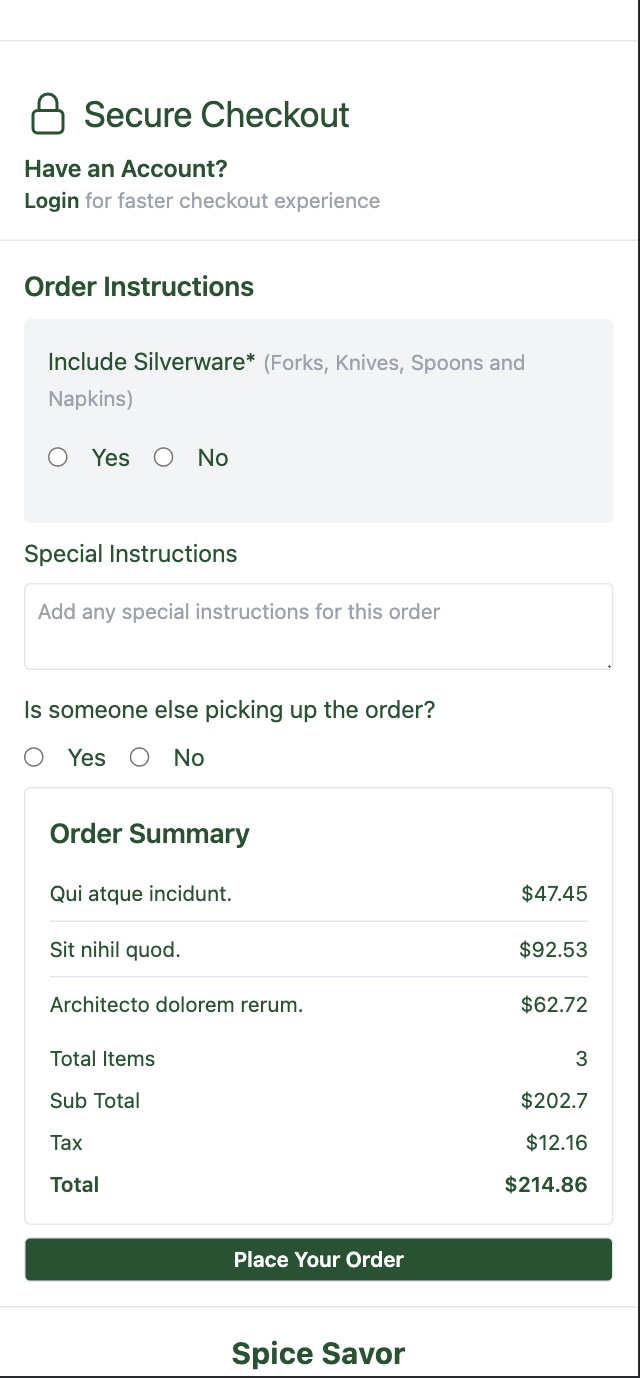 Secure Checkout
Have an Account?
Login for faster checkout experience
Order Instructions
Include Silverware* (Forks, Knives, Spoons and
Napkins)
Yes No
Special Instructions
Add any special instructions for this order
Is someone else picking up the order?
Yes No
Order Summary
Qui atque incidunt. $47.45
Sit nihil quod. $92.53
Architecto dolorem rerum. $62.72
Total Items 3
Sub Total $202.7
Tax $12.16
Total $214.86
Place Your Order
Spice Savor